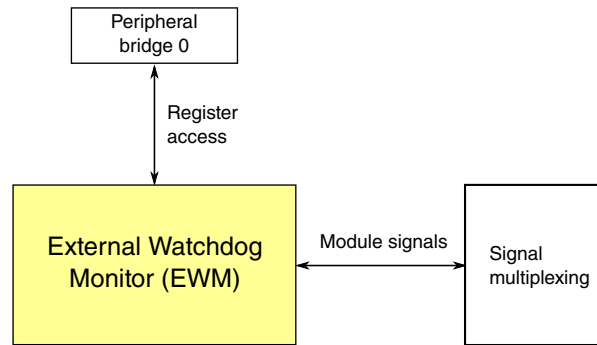 Peripheral
bridge 0
Register
access
External Watchdog
Monitor (EWM)
Module signals
Signal
multiplexing